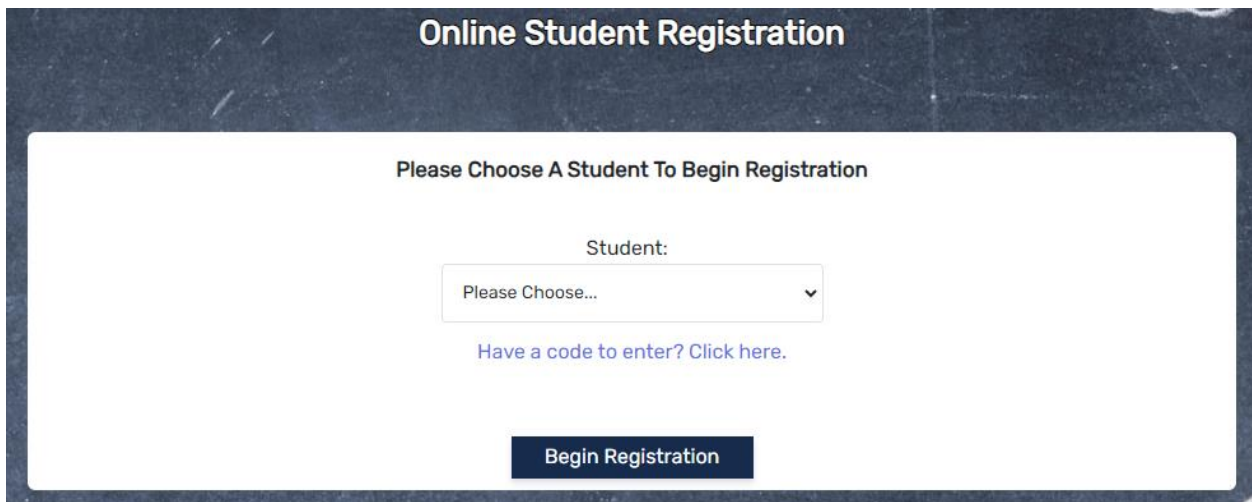 Online Student Registration
Please Choose A Student To Begin Registration
Student:
Please Choose...
Have a code to enter? Click here.
Begin Registration